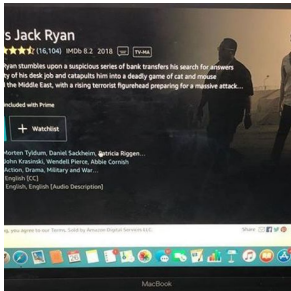 s Jack Ryan
(16,104) IMDb 8.2 2018 TV-MA
Ryan stumbles upon a suspicious series of bank transfers his search for answers
ty of his desk job and catapults him into a deadly game of cat and mouse
the Middle East, with a rising terrorist figurehead preparing for a massive attack...
ncluded with Prime
+ Watchlist
Morten Tyldum, Daniel Sackheim, Patricia Riggen...
John Krasinski, Wendell Pierce, Abbie Cornish
Action, Drama, Military and War...
English [CC]
English, English [Audio Description]
ng, you agree to our Terms. Sold by Amazon Digital Services LLC.
Share
MacBook